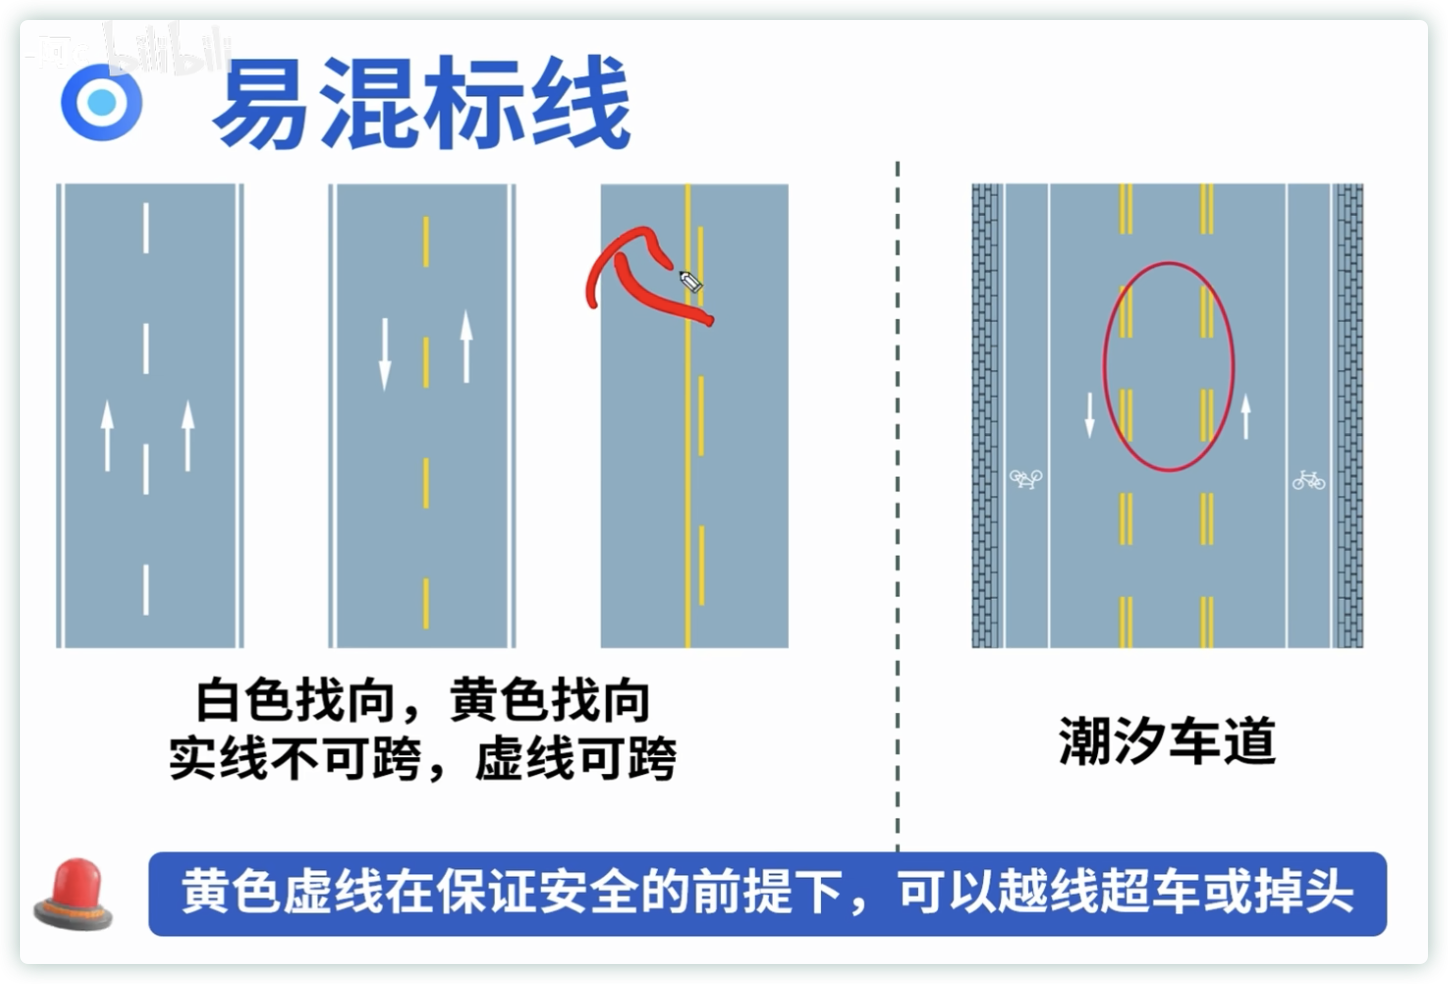 bilibili
易混标线
白色找向，黄色找向
实线不可跨，虚线可跨
潮汐车道
黄色虚线在保证安全的前提下，可以越线超车或掉头